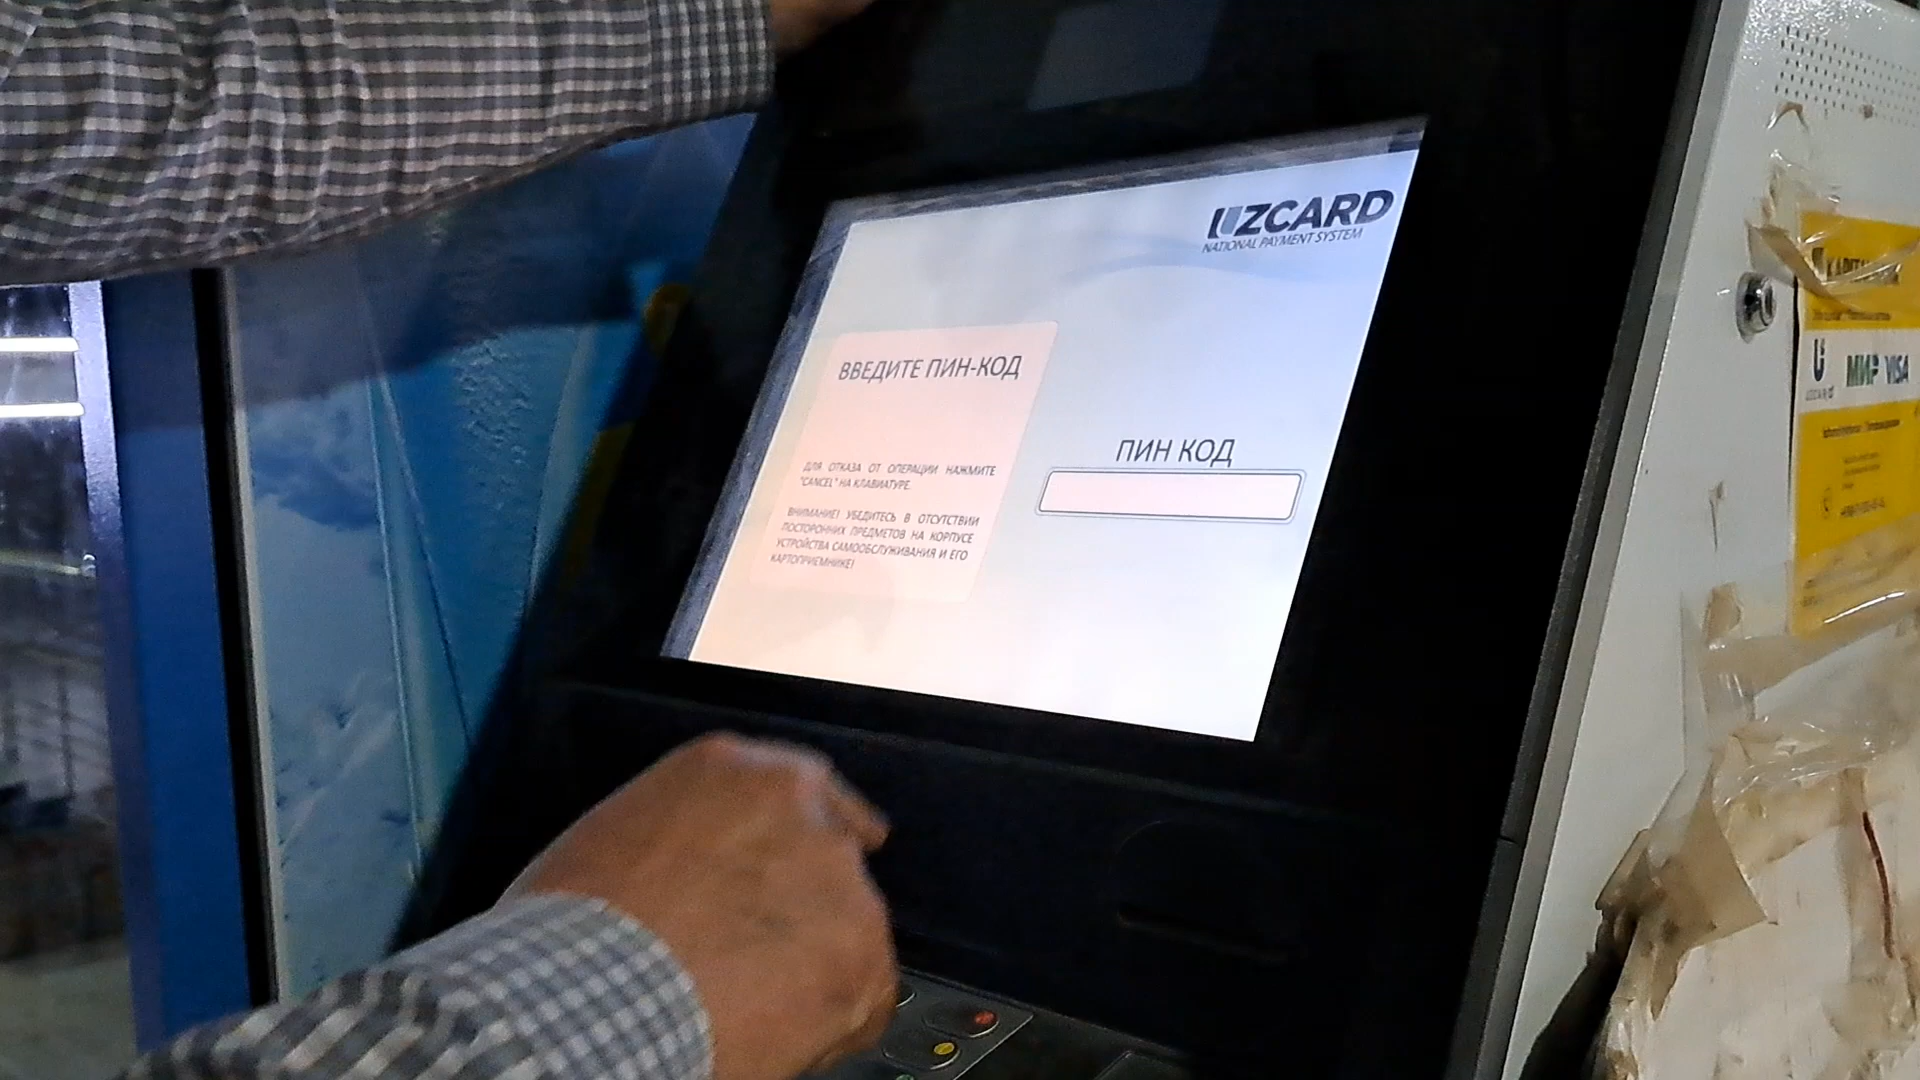 UZCARD
NATIONAL PAYMENT SYSTEM
ВВЕДИТЕ ПИН-КОД
ДЛЯ ОТКАЗА ОТ ОПЕРАЦИИ НАЖМИТЕ
"CANCEL" НА КЛАВИАТУРЕ.
ВНИМАНИЕ! УБЕДИТЕСЬ В ОТСУТСТВИИ
ПОСТОРОННИХ ПРЕДМЕТОВ НА КОРПУСЕ
УСТРОЙСТВА САМООБСЛУЖИВАНИЯ И ЕГО
КАРТОПРИЕМНИКЕ!
ПИН КОД
UZCARD МИР VISA